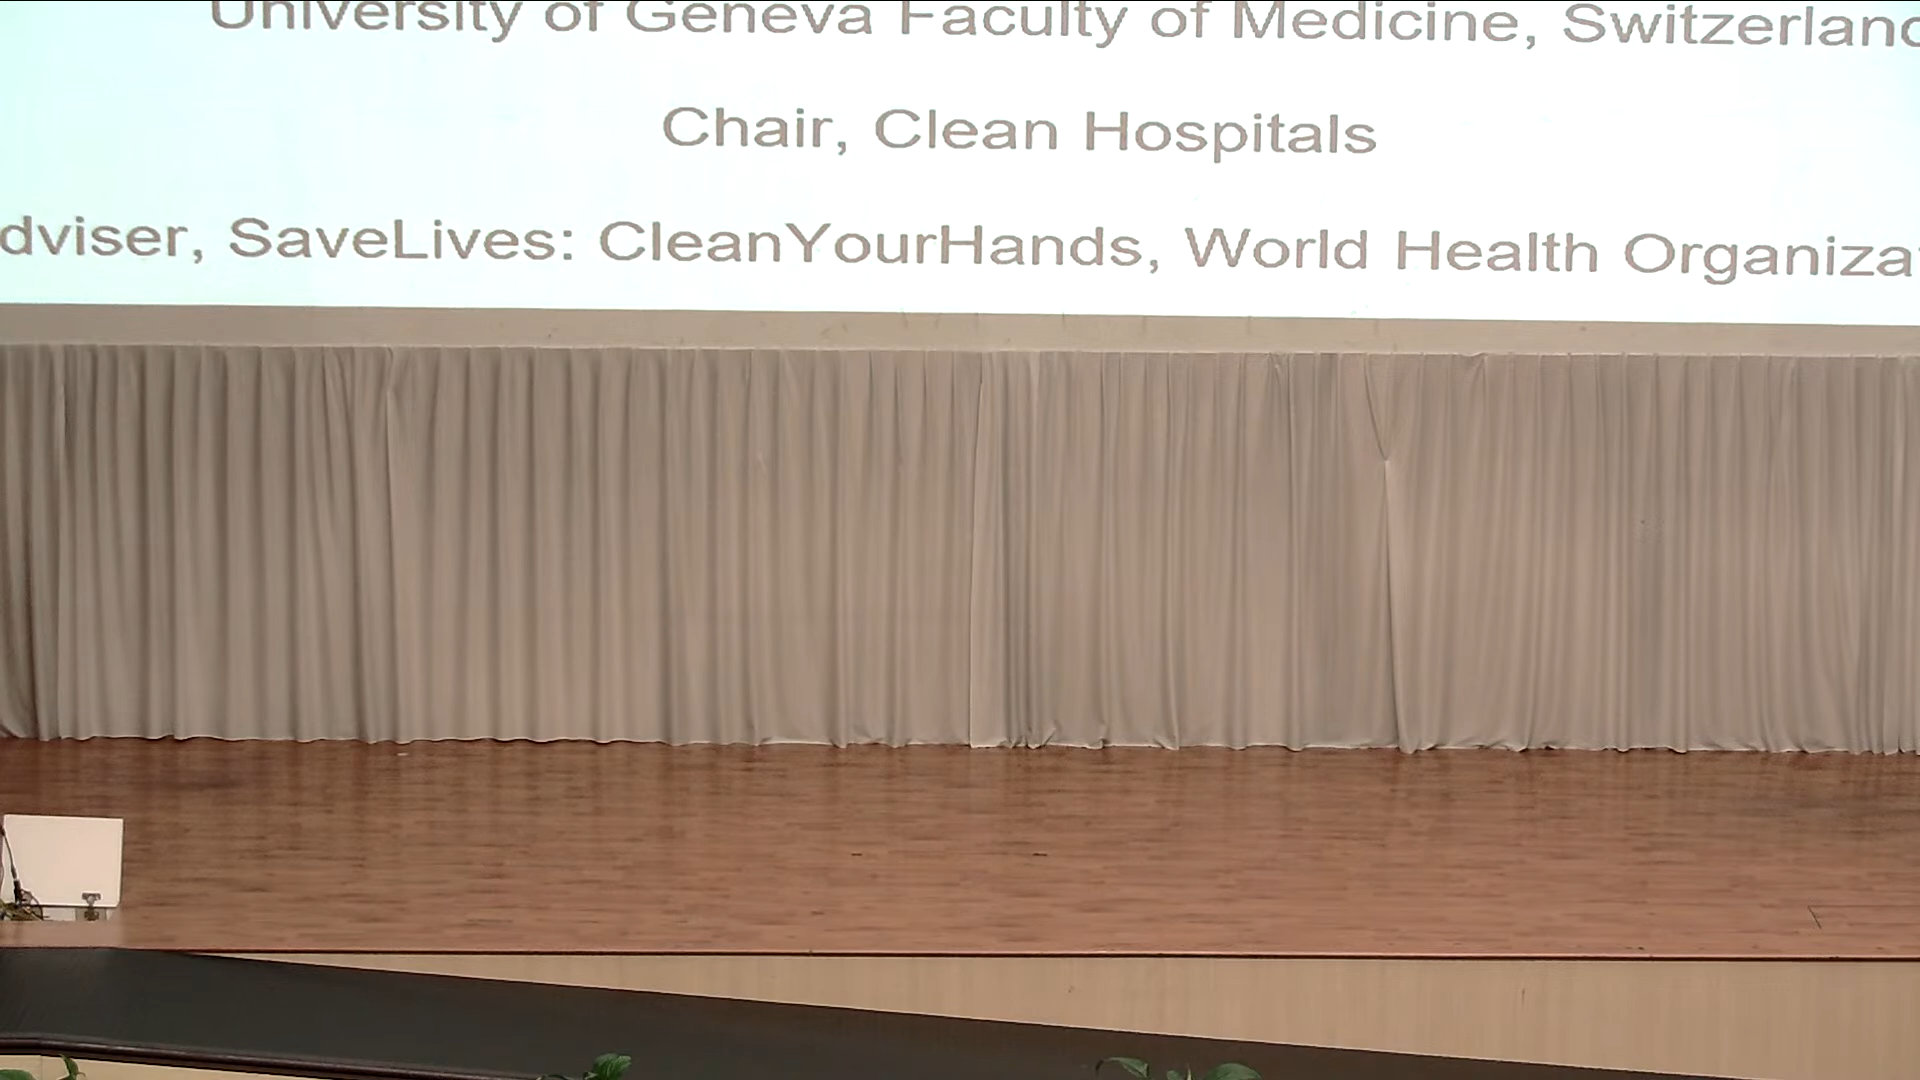 University of Geneva Faculty of Medicine, Switzerland
Chair, Clean Hospitals
dviser, SaveLives: CleanYourHands, World Health Organiza